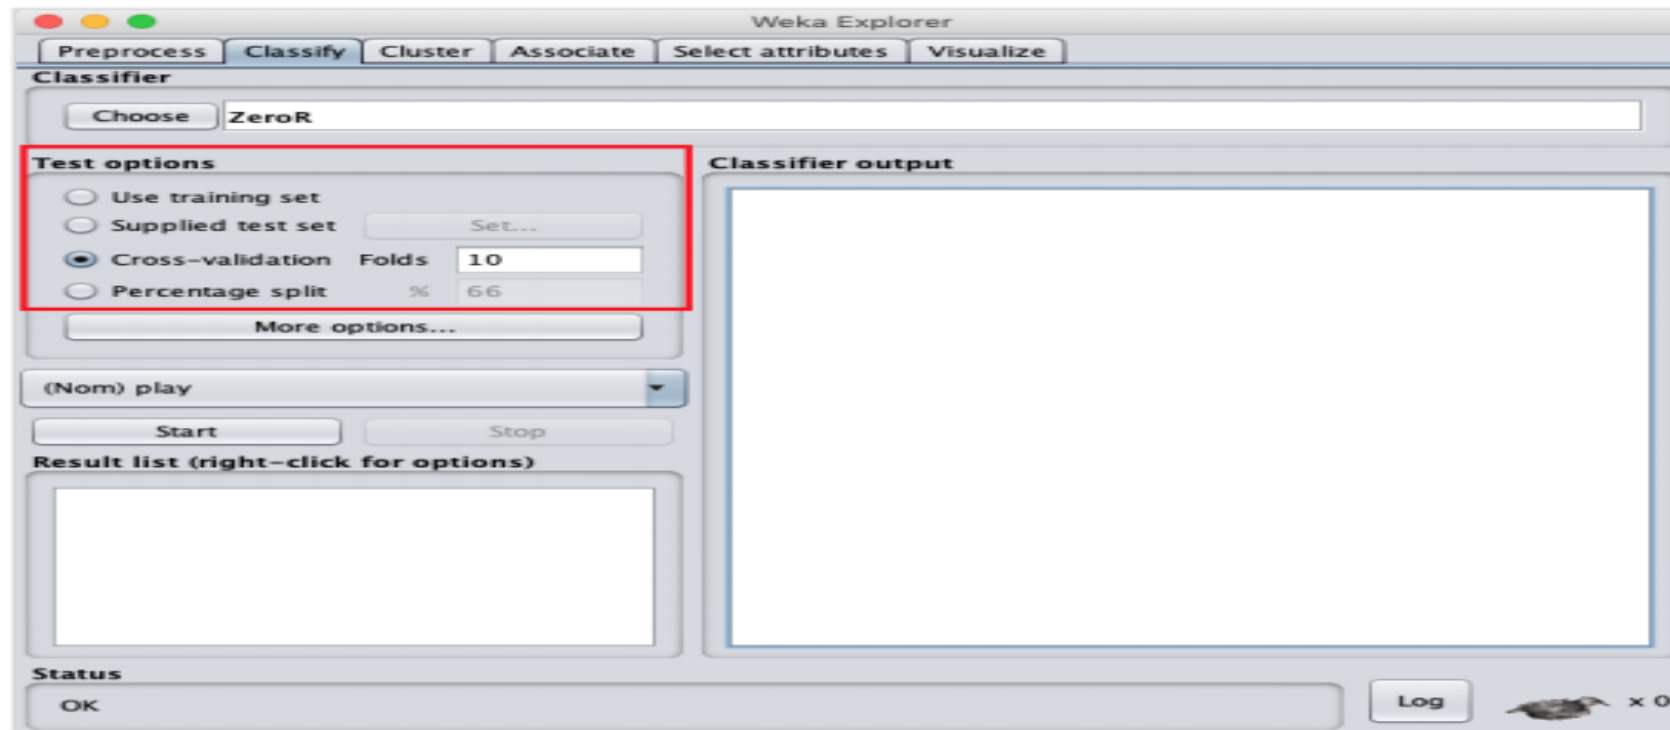 Weka Explorer
Preprocess Classify Cluster Associate Select attributes Visualize
Classifier
Choose ZeroR
Test options
Use training set
Supplied test set Set...
Cross-validation Folds 10
Percentage split % 66
More options...
(Nom) play
Start Stop
Result list (right-click for options)
Classifier output
Status
OK
Log x 0